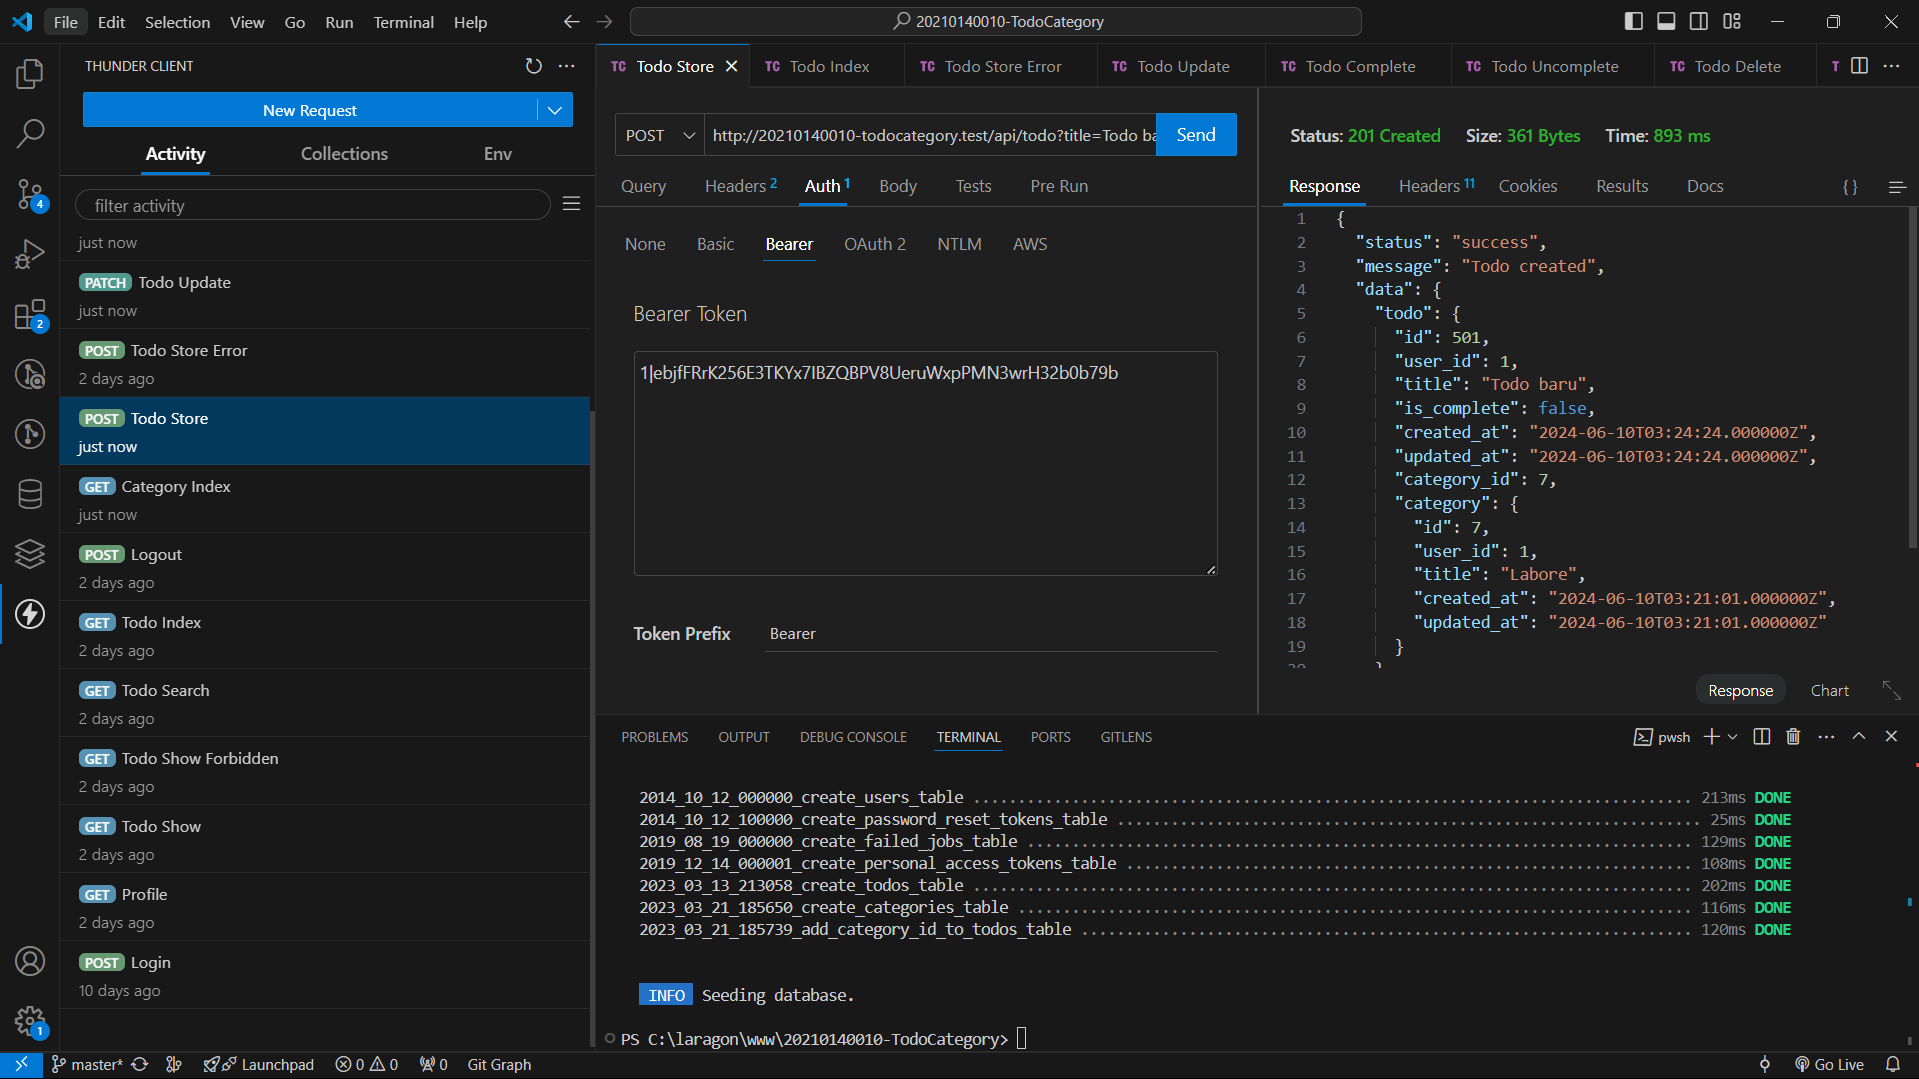 File Edit Selection View Go Run Terminal Help
20210140010-TodoCategory
THUNDER CLIENT
New Request
Activity Collections Env
filter activity
just now
PATCH Todo Update
just now
POST Todo Store Error
2 days ago
POST Todo Store
just now
GET Category Index
just now
POST Logout
2 days ago
GET Todo Index
2 days ago
GET Todo Search
2 days ago
GET Todo Show Forbidden
2 days ago
GET Todo Show
2 days ago
GET Profile
2 days ago
POST Login
10 days ago
4
2
1
TC Todo Store TC Todo Index TC Todo Store Error TC Todo Update TC Todo Complete TC Todo Uncomplete TC Todo Delete T
POST http://20210140010-todocategory.test/api/todo?title=Todo ba Send
Query Headers 2 Auth 1 Body Tests Pre Run
None Basic Bearer OAuth 2 NTLM AWS
Bearer Token
1|ebjfFRrK256E3TKYx7IBZQBPV8UeruWxpPMN3wrH32b0b79b
Token Prefix Bearer
Status: 201 Created Size: 361 Bytes Time: 893 ms
Response Headers 11 Cookies Results Docs {}
1 {
2 "status": "success",
3 "message": "Todo created",
4 "data": {
5 "todo": {
6 "id": 501,
7 "user_id": 1,
8 "title": "Todo baru",
9 "is_complete": false,
10 "created_at": "2024-06-10T03:24:24.000000Z",
11 "updated_at": "2024-06-10T03:24:24.000000Z",
12 "category_id": 7,
13 "category": {
14 "id": 7,
15 "user_id": 1,
16 "title": "Labore",
17 "created_at": "2024-06-10T03:21:01.000000Z",
18 "updated_at": "2024-06-10T03:21:01.000000Z"
19 }
20 }
Response Chart
PROBLEMS OUTPUT DEBUG CONSOLE TERMINAL PORTS GITLENS
pwsh
2014_10_12_000000_create_users_table ........ 213ms DONE
2014_10_12_100000_create_password_reset_tokens_table ........ 25ms DONE
2019_08_19_000000_create_failed_jobs_table ........ 129ms DONE
2019_12_14_000001_create_personal_access_tokens_table ........ 108ms DONE
2023_03_13_213058_create_todos_table ........ 202ms DONE
2023_03_21_185650_create_categories_table ........ 116ms DONE
2023_03_21_185739_add_category_id_to_todos_table ........ 120ms DONE
INFO Seeding database.
PS C:\laragon\www\20210140010-TodoCategory>
master* Launchpad 0 0 0 Git Graph Go Live